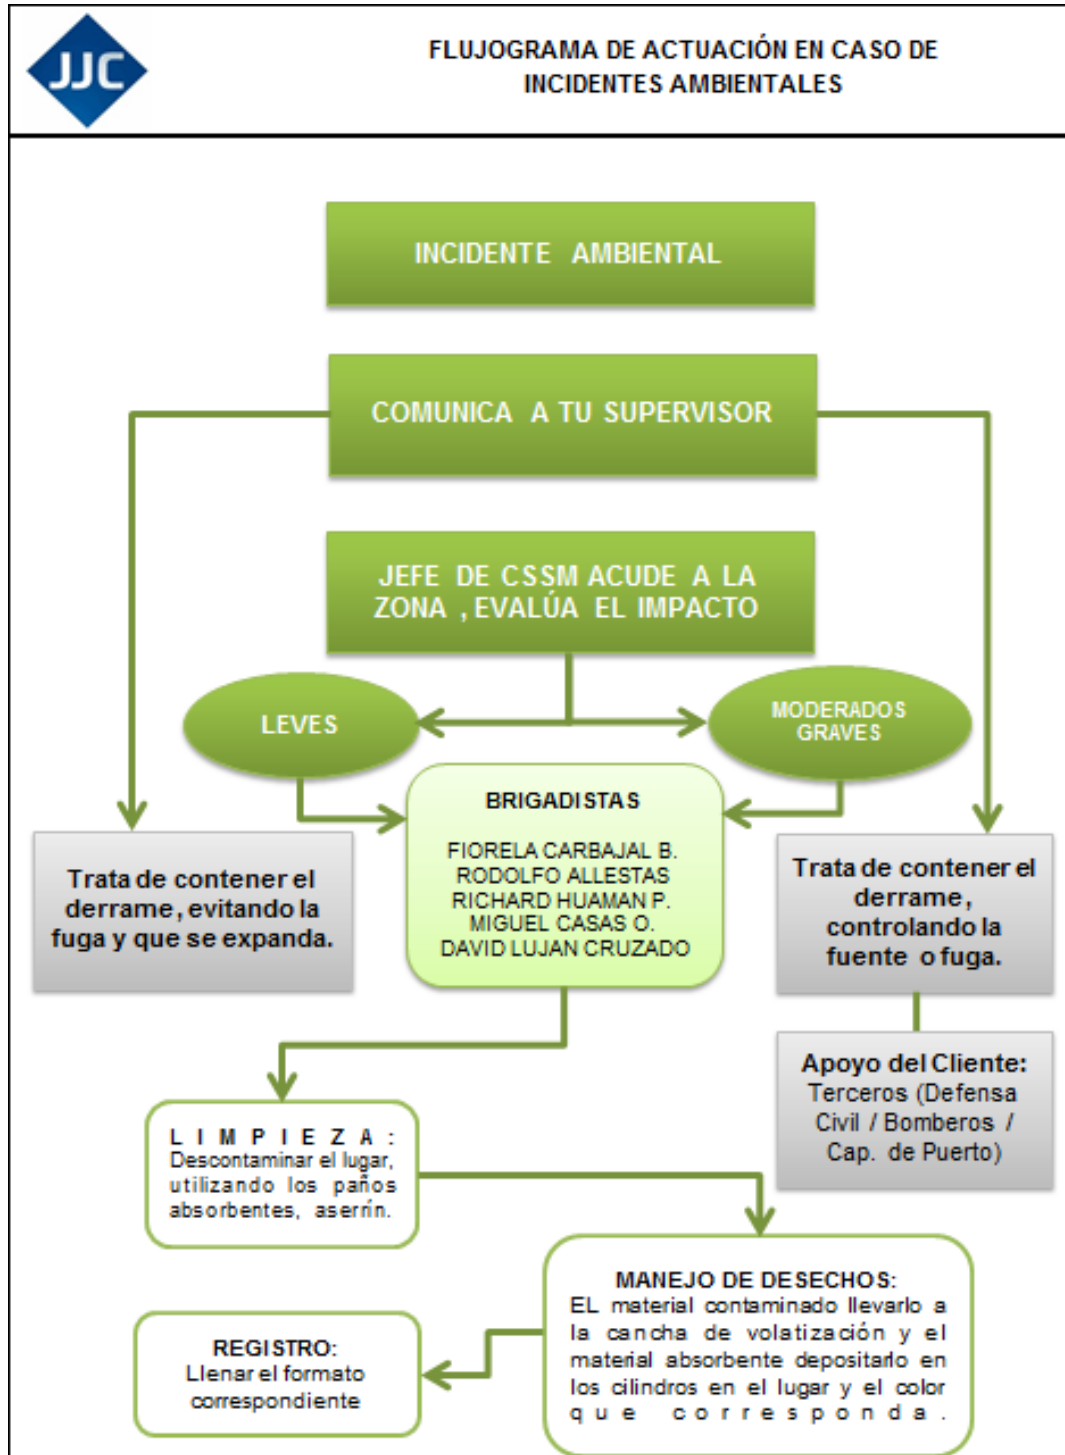 JJC
FLUJOGRAMA DE ACTUACIÓN EN CASO DE
INCIDENTES AMBIENTALES
INCIDENTE AMBIENTAL
COMUNICA A TU SUPERVISOR
JEFE DE CSSM ACUDE A LA
ZONA , EVALÚA EL IMPACTO
LEVES
MODERADOS
GRAVES
BRIGADISTAS
FIORELA CARBAJAL B.
RODOLFO ALLESTAS
RICHARD HUAMAN P.
MIGUEL CASAS O.
DAVID LUJAN CRUZADO
Trata de contener el
derrame, evitando la
fuga y que se expanda.
Trata de contener el
derrame,
controlando la
fuente o fuga.
Apoyo del Cliente:
Terceros (Defensa
Civil / Bomberos /
Cap. de Puerto)
LIMPIEZA:
Descontaminar el lugar,
utilizando los paños
absorbentes, aserrín.
MANEJO DE DESECHOS:
EL material contaminado llevarlo a
la cancha de volatización y el
material absorbente depositarlo en
los cilindros en el lugar y el color
que corresponda.
REGISTRO:
Llenar el formato
correspondiente